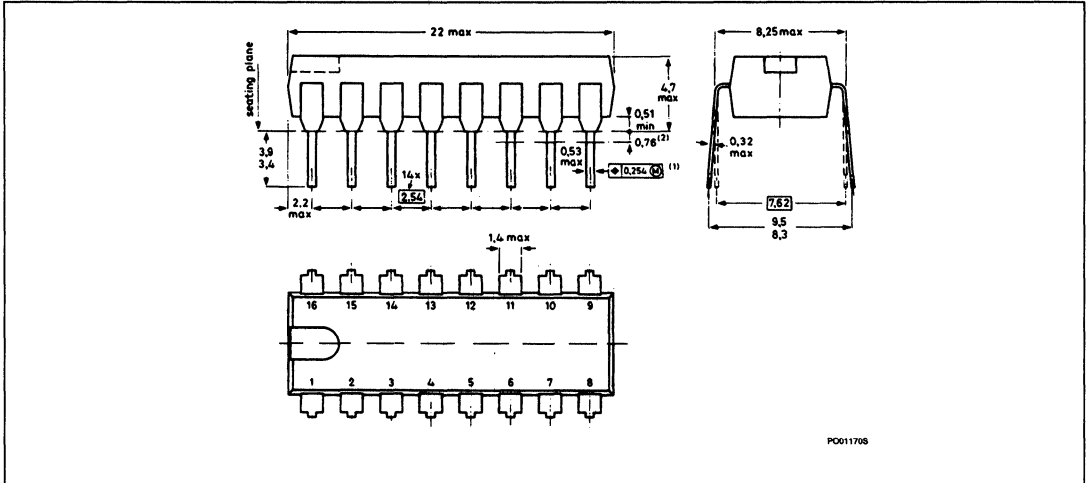 22 max
8,25max
seating plane
4,7
max
0,51
min
0,76(2)
0,53
max
⌖ 0,254 Ⓜ (1)
3,9
3,4
14x
2,54
2,2
max
0,32
max
7,62
9,5
8,3
1,4 max
16 15 14 13 12 11 10 9
1 2 3 4 5 6 7 8
PC01170S